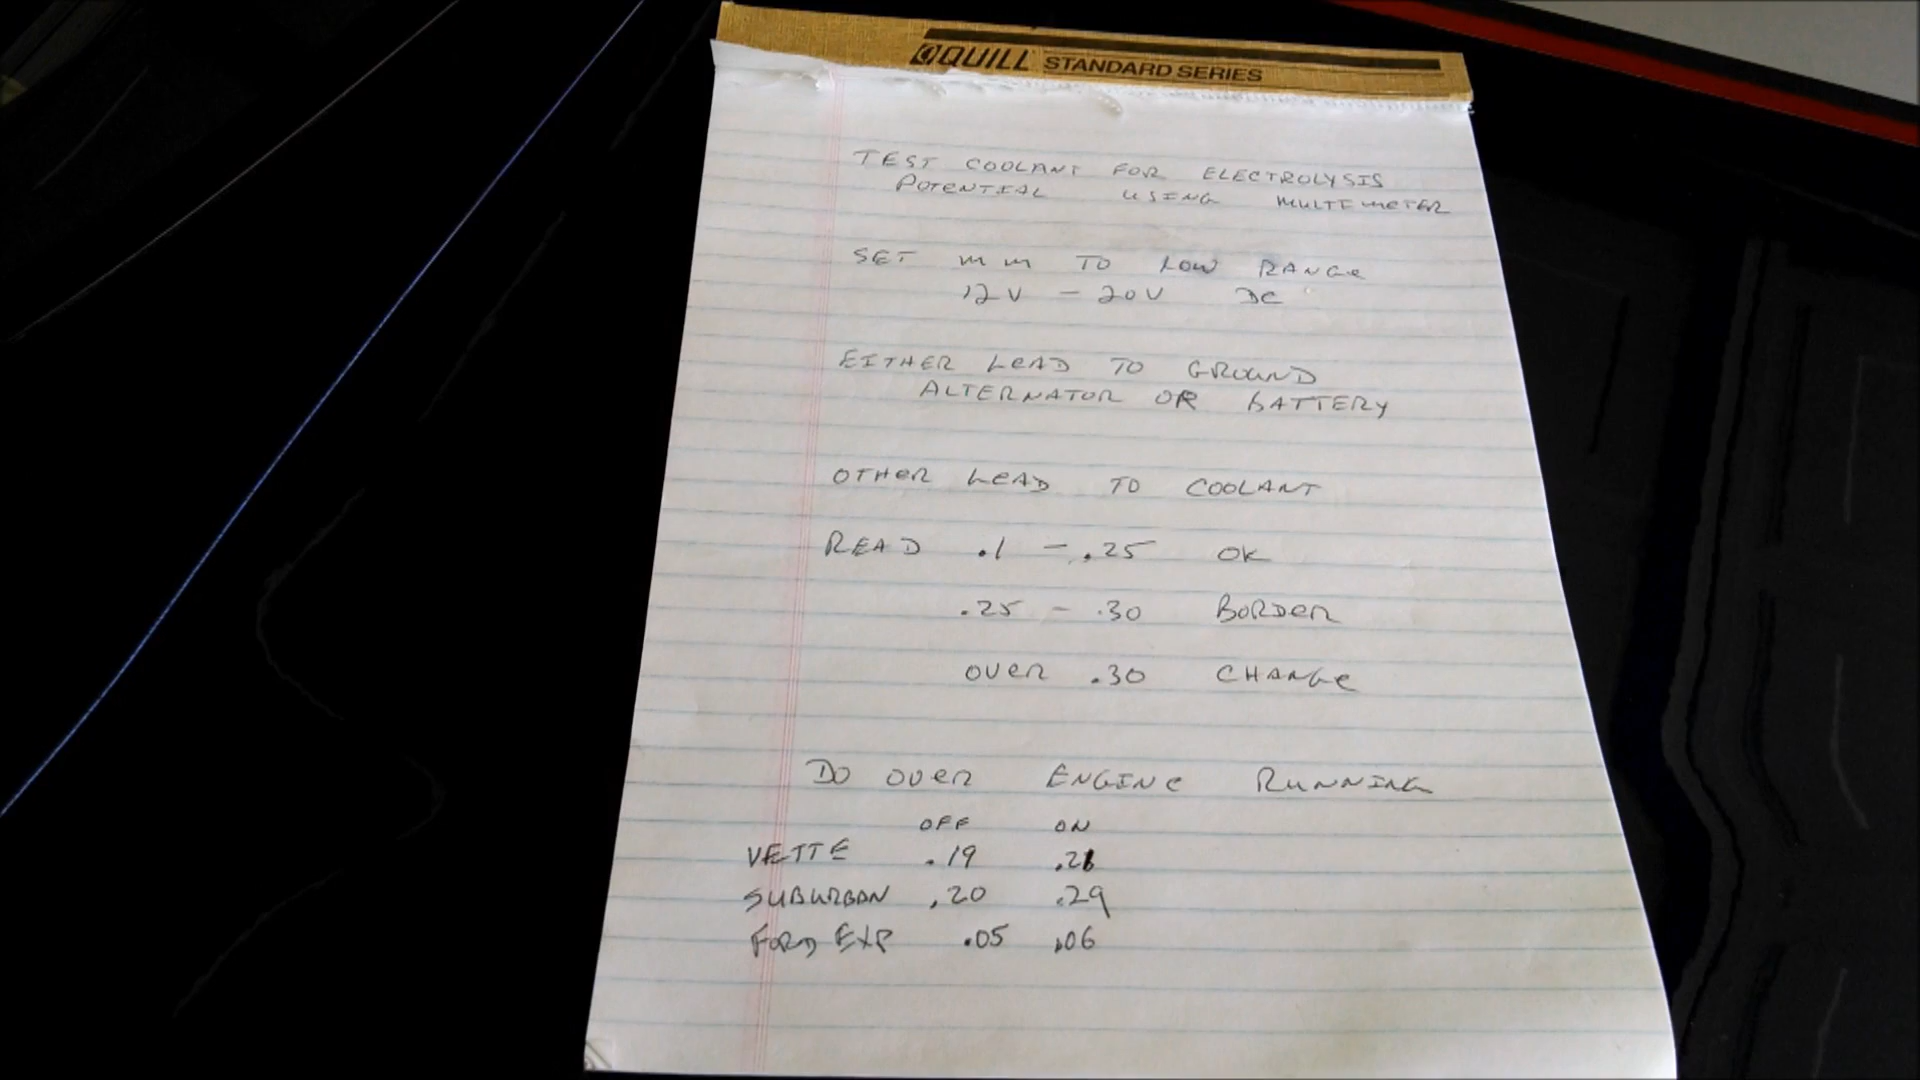 QUILL STANDARD SERIES
TEST COOLANT FOR ELECTROLYSIS
POTENTIAL USING MULTIMETER
SET MM TO LOW RANGE
12V - 20V DC
EITHER LEAD TO GROUND
ALTERNATOR OR BATTERY
OTHER LEAD TO COOLANT
READ .1 - .25 OK
.25 - .30 BORDER
OVER .30 CHANGE
DO OVER ENGINE RUNNING
OFF ON
VETTE .19 .21
SUBURBAN .20 .29
FORD EXP .05 .06